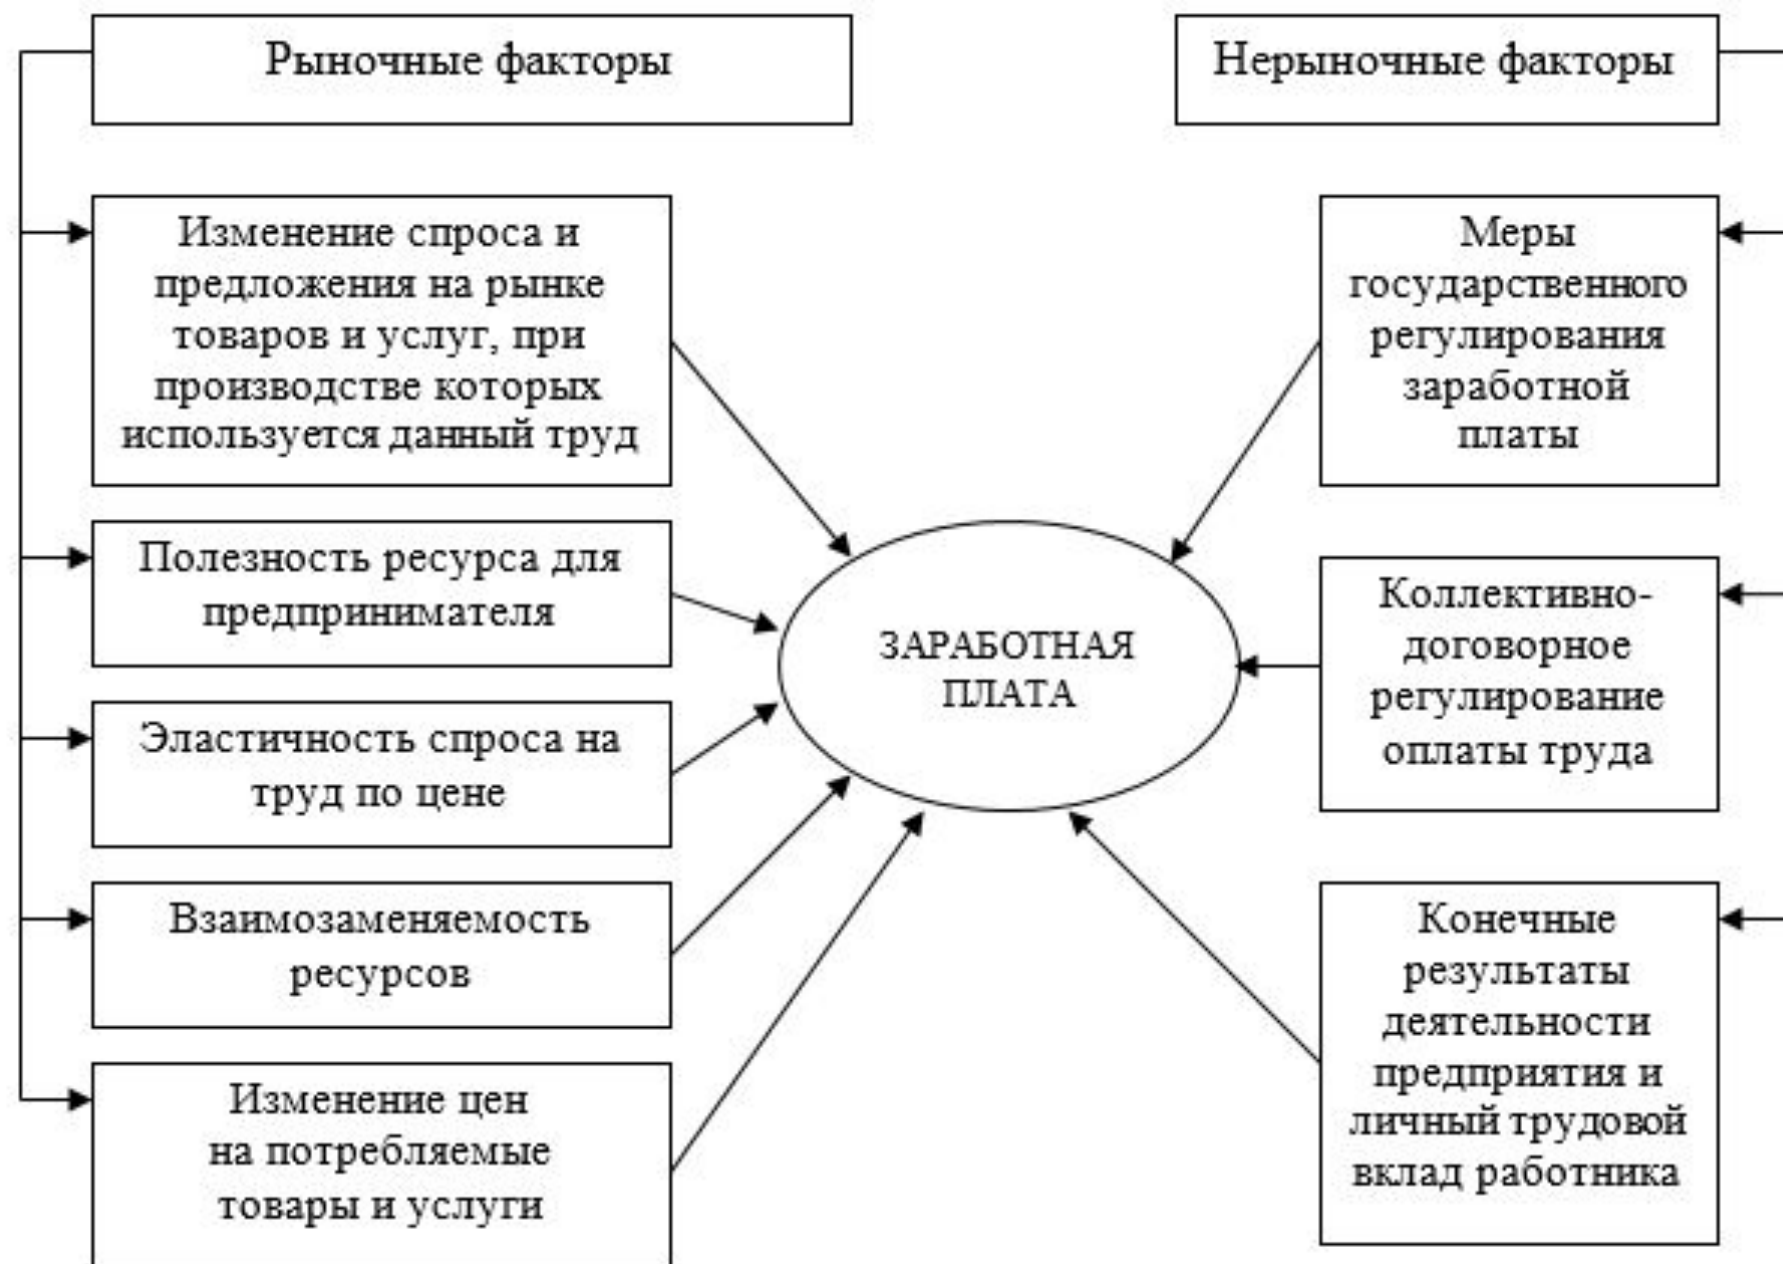 Рыночные факторы
Нерыночные факторы
Изменение спроса и
предложения на рынке
товаров и услуг, при
производстве которых
используется данный труд
Полезность ресурса для
предпринимателя
Эластичность спроса на
труд по цене
Взаимозаменяемость
ресурсов
Изменение цен
на потребляемые
товары и услуги
ЗАРАБОТНАЯ
ПЛАТА
Меры
государственного
регулирования
заработной
платы
Коллективно-
договорное
регулирование
оплаты труда
Конечные
результаты
деятельности
предприятия и
личный трудовой
вклад работника